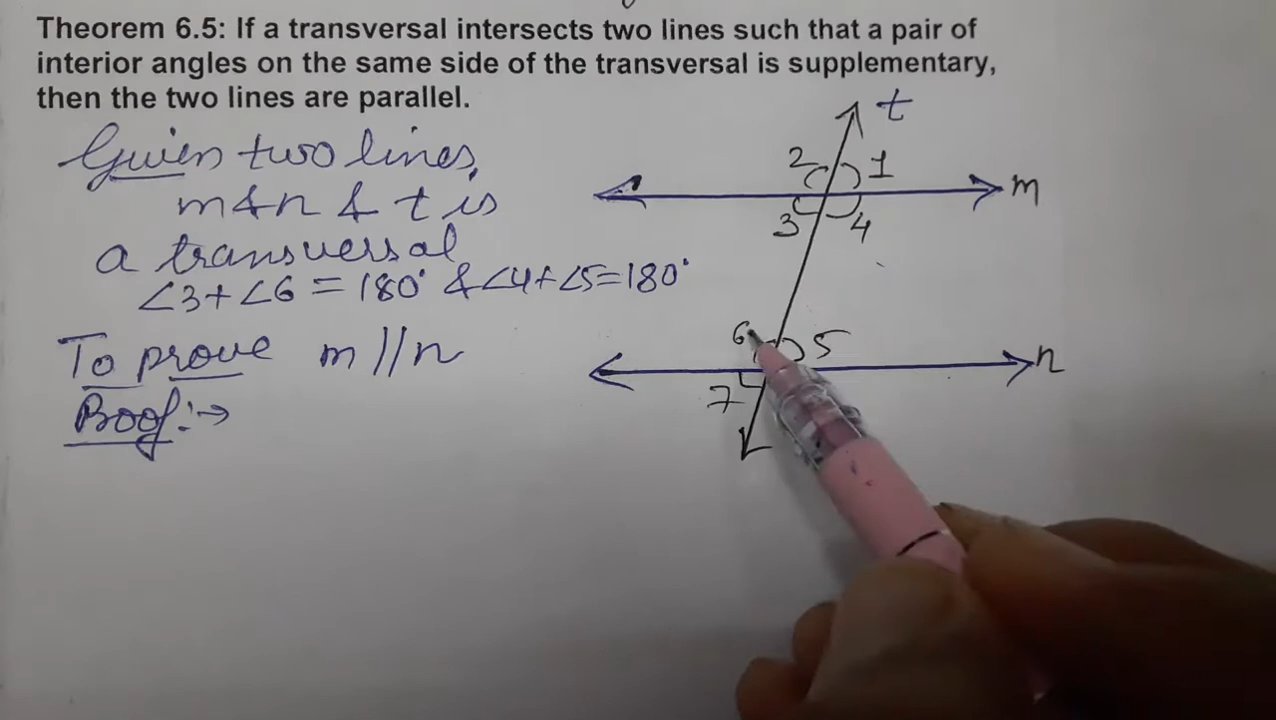 Theorem 6.5: If a transversal intersects two lines such that a pair of
interior angles on the same side of the transversal is supplementary,
then the two lines are parallel.
Given two lines,
m & n & t is
a transversal
∠3+∠6 = 180° & ∠4+∠5=180°
To prove m//n
Proof:→
t
2 1
m
3 4
6 5
n
7